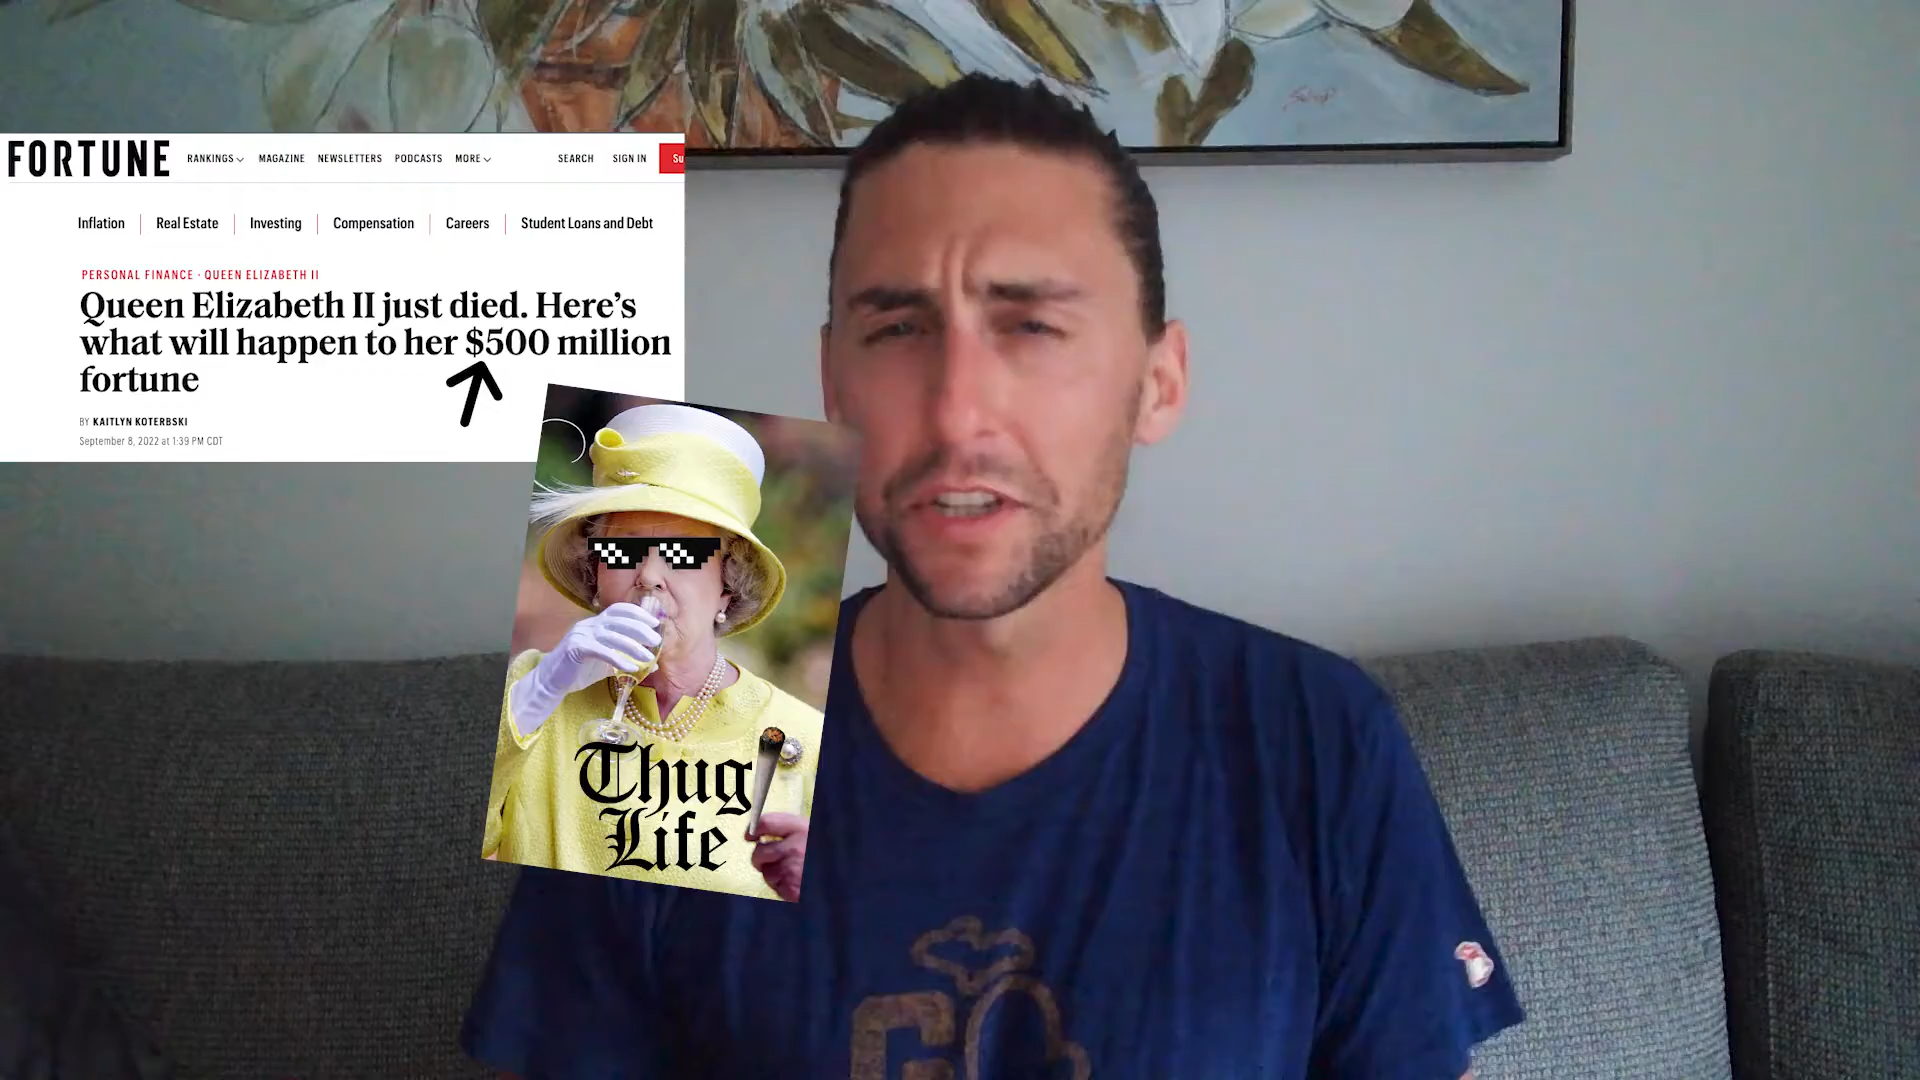 FORTUNE
RANKINGS MAGAZINE NEWSLETTERS PODCASTS MORE SEARCH SIGN IN
Inflation Real Estate Investing Compensation Careers Student Loans and Debt
PERSONAL FINANCE · QUEEN ELIZABETH II
Queen Elizabeth II just died. Here's
what will happen to her $500 million
fortune
BY KAITLYN KOTERBSKI
September 8, 2022 at 1:39 PM CDT
Thug
Life